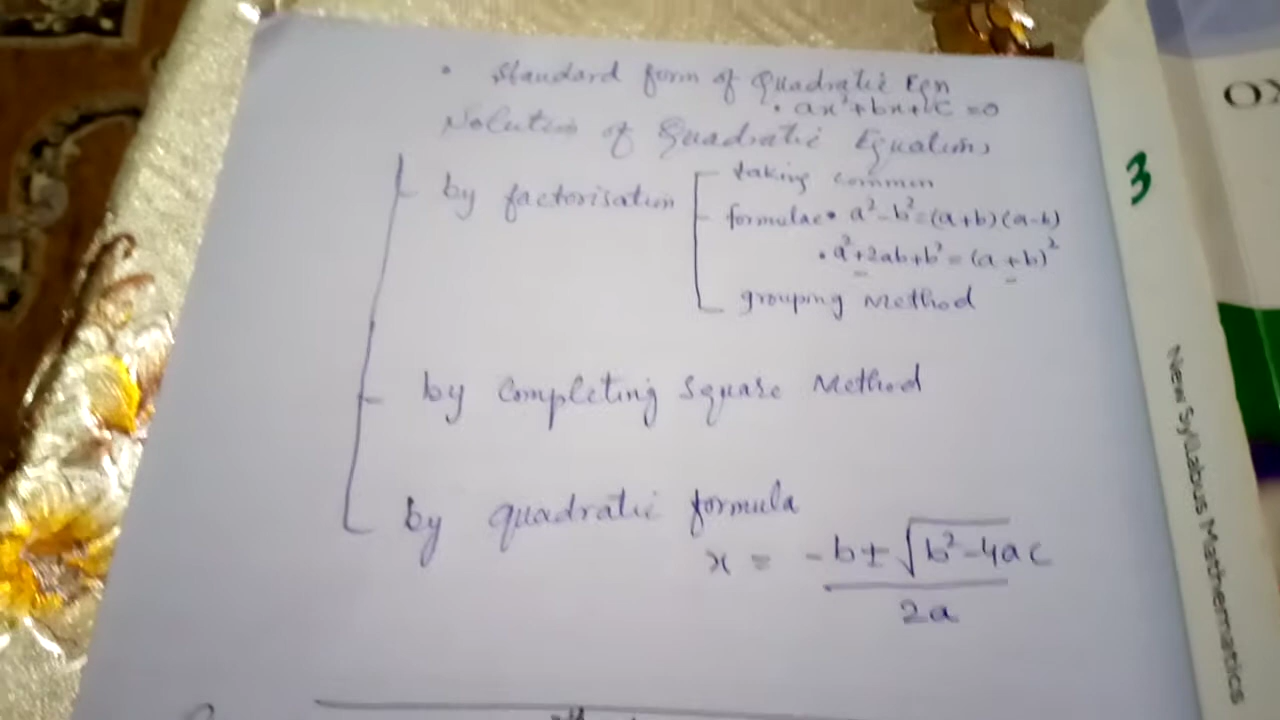 • Standard form of Quadratic Eqn
• ax²+bx+c =0
Solution of Quadratic Equations
by factorisation
taking common
formulae • a²-b²=(a+b)(a-b)
• a²+2ab+b²=(a+b)²
grouping Method
by Completing Square Method
by quadratic formula
x = -b±√b²-4ac
2a
3
New Syllabus Mathematics
OX